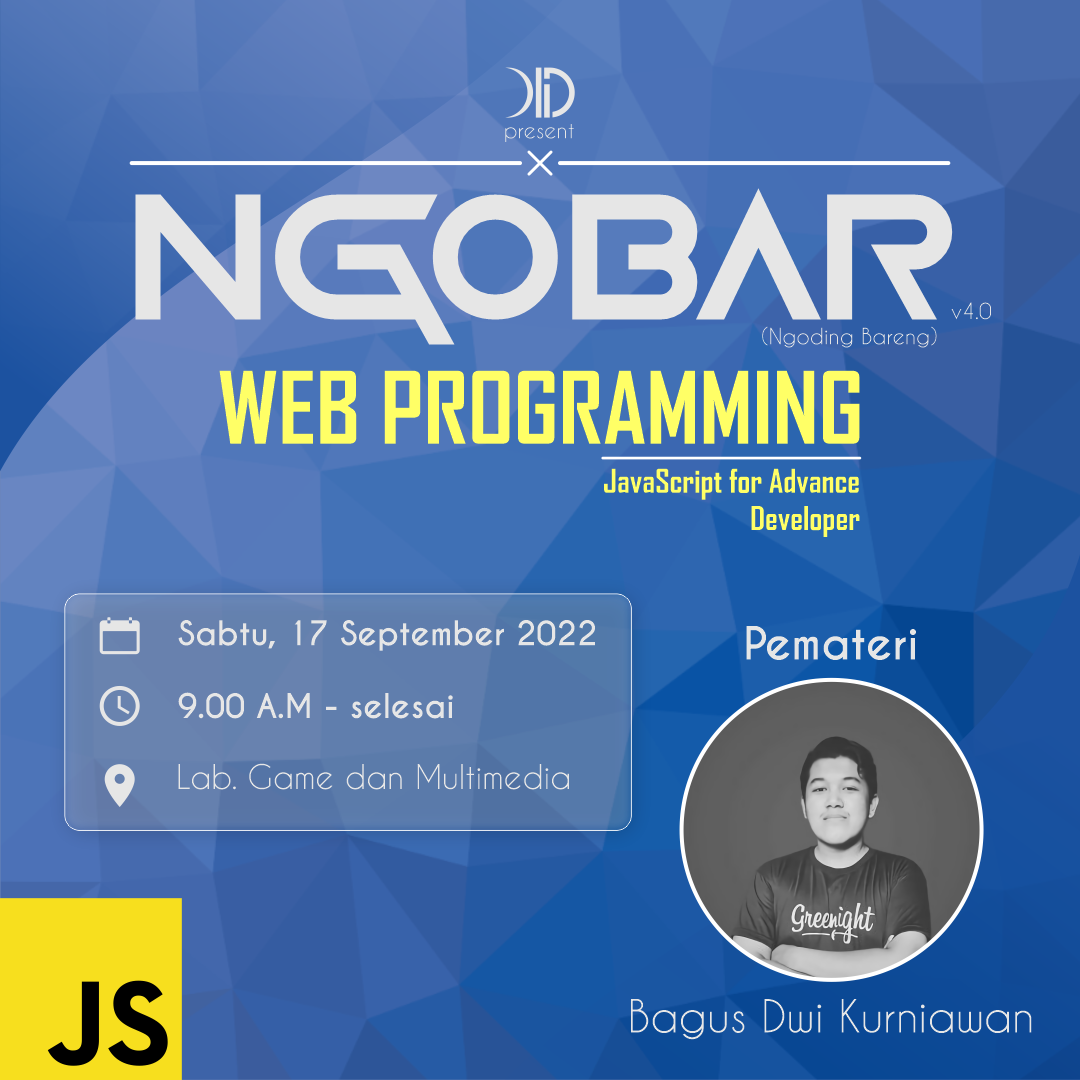 present
NGOBAR
v4.0
(Ngoding Bareng)
WEB PROGRAMMING
JavaScript for Advance
Developer
Sabtu, 17 September 2022
9.00 A.M - selesai
Lab. Game dan Multimedia
Pemateri
Greenight
Bagus Dwi Kurniawan
JS